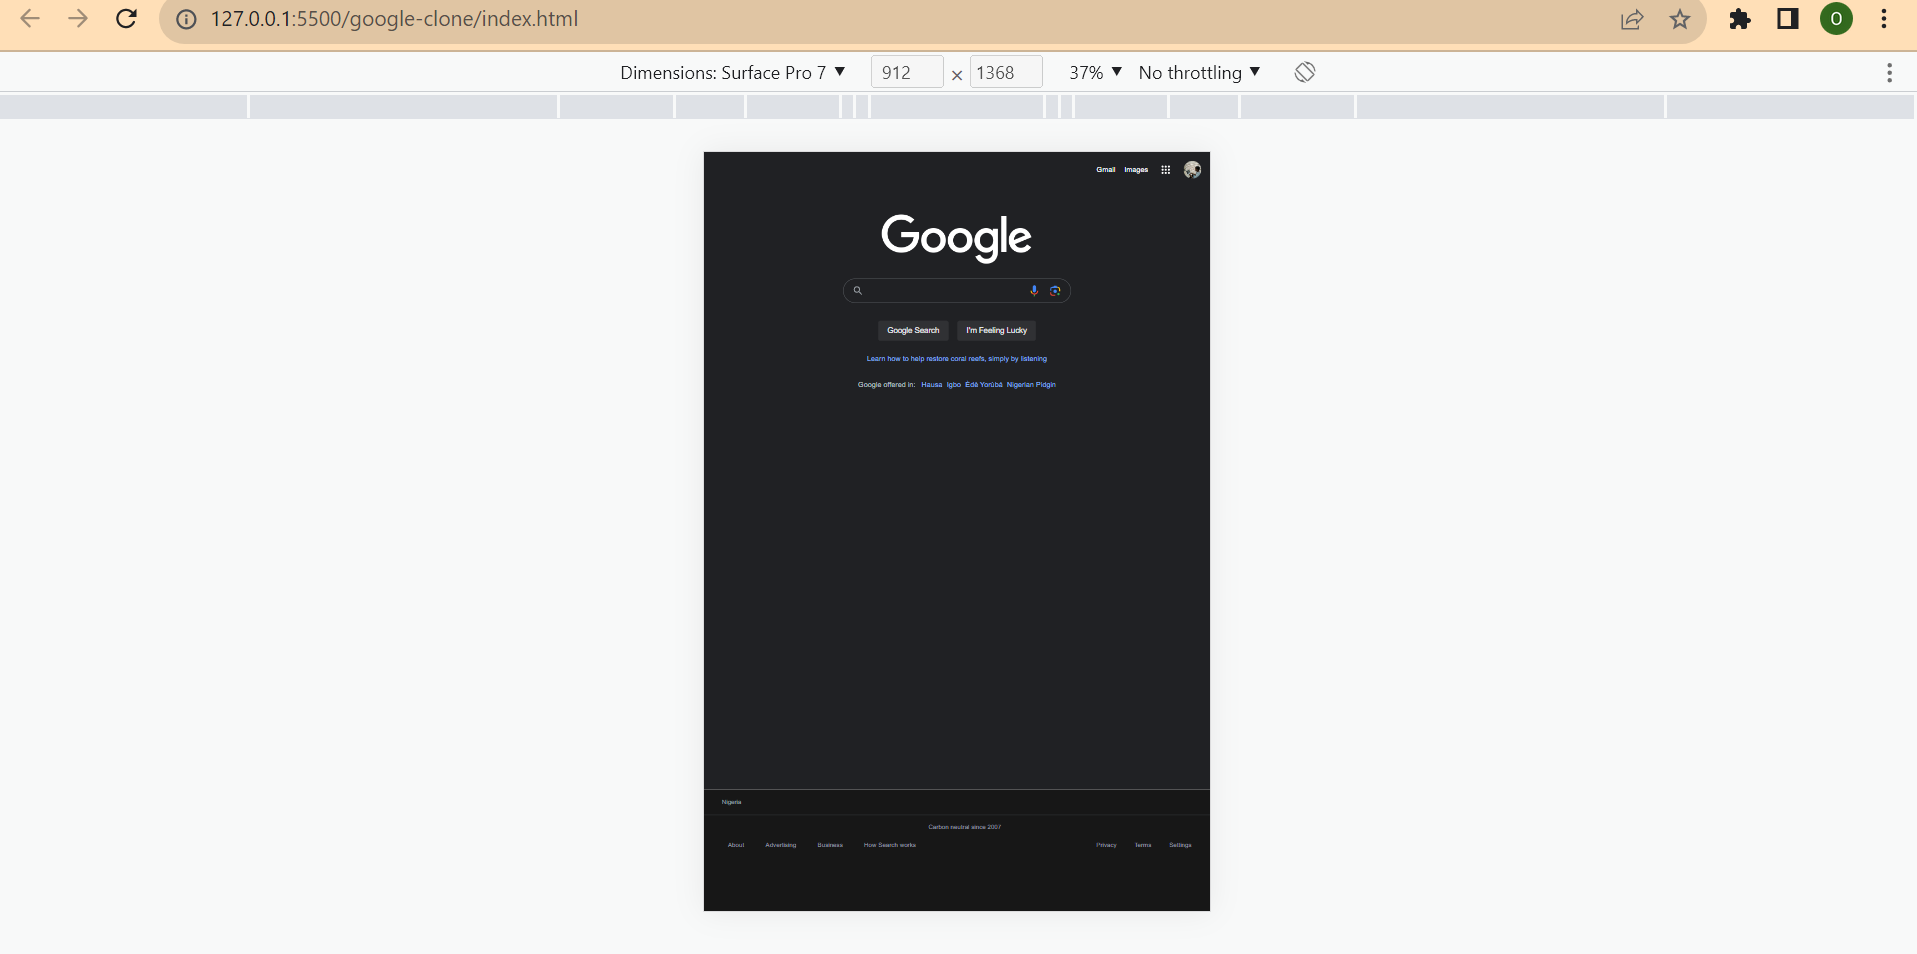 127.0.0.1:5500/google-clone/index.html
O
Dimensions: Surface Pro 7 ▼ 912 × 1368 37% ▼ No throttling ▼
Gmail Images
Google
Google Search I'm Feeling Lucky
Learn how to help restore coral reefs, simply by listening
Google offered in: Hausa Igbo Èdè Yorùbá Nigerian Pidgin
Nigeria
Carbon neutral since 2007
About Advertising Business How Search works Privacy Terms Settings